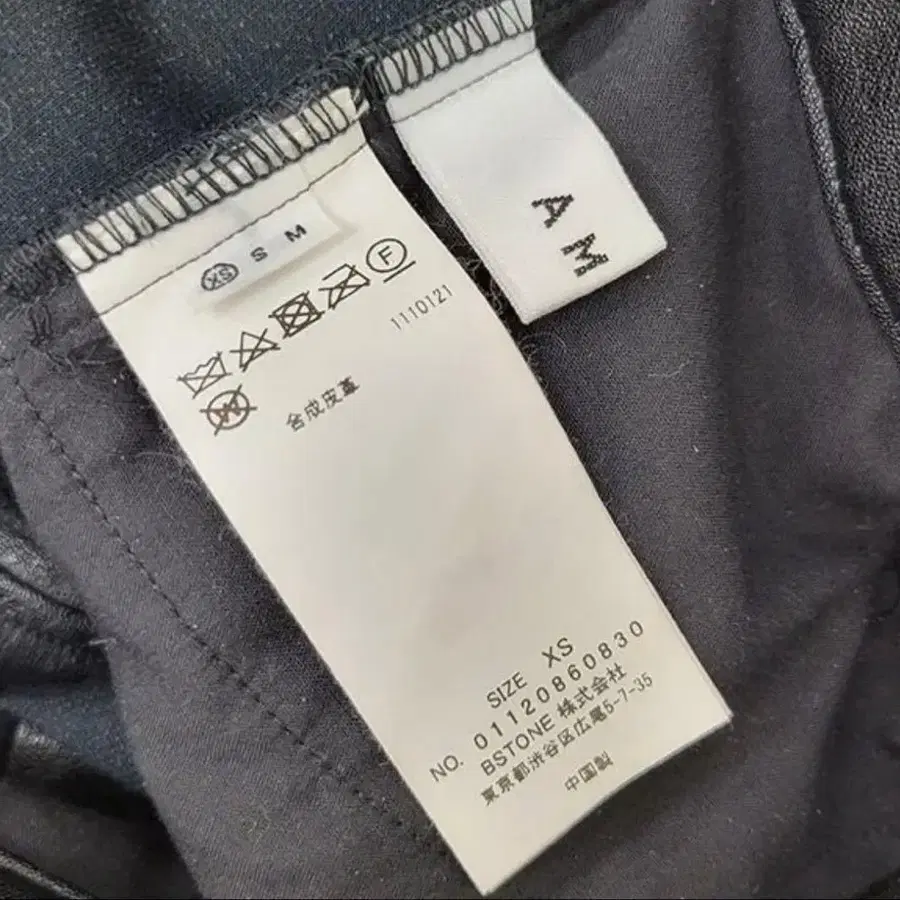 XS S M
F
1110121
W
合成皮革
SIZE XS
NO. 01120860830
BSTONE 株式会社
東京都渋谷区広尾5-7-35
中国製
A M